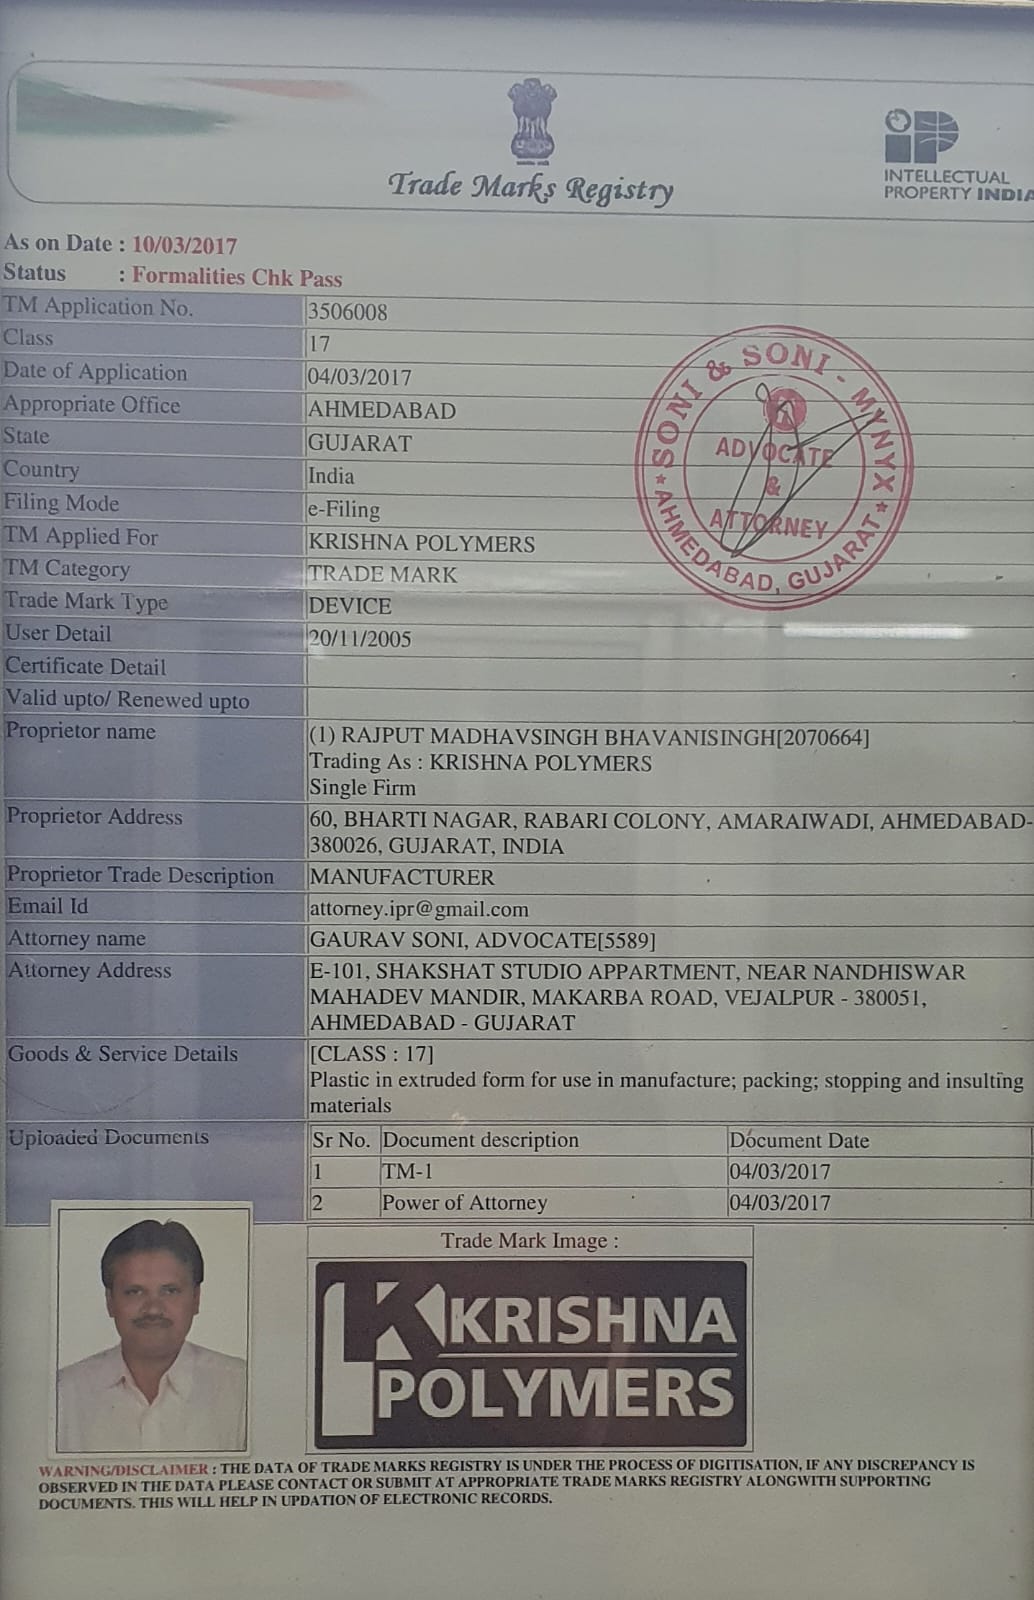 Trade Marks Registry
INTELLECTUAL
PROPERTY INDIA
As on Date : 10/03/2017
Status : Formalities Chk Pass
TM Application No. 3506008
Class 17
Date of Application 04/03/2017
Appropriate Office AHMEDABAD
State GUJARAT
Country India
Filing Mode e-Filing
TM Applied For KRISHNA POLYMERS
TM Category TRADE MARK
Trade Mark Type DEVICE
User Detail 20/11/2005
Certificate Detail
Valid upto/ Renewed upto
SONI & SONI - MYNYX
ADVOCATE
&
ATTORNEY
* AHMEDABAD, GUJARAT *
Proprietor name (1) RAJPUT MADHAVSINGH BHAVANISINGH[2070664]
Trading As : KRISHNA POLYMERS
Single Firm
Proprietor Address 60, BHARTI NAGAR, RABARI COLONY, AMARAIWADI, AHMEDABAD-
380026, GUJARAT, INDIA
Proprietor Trade Description MANUFACTURER
Email Id attorney.ipr@gmail.com
Attorney name GAURAV SONI, ADVOCATE[5589]
Attorney Address E-101, SHAKSHAT STUDIO APPARTMENT, NEAR NANDHISWAR
MAHADEV MANDIR, MAKARBA ROAD, VEJALPUR - 380051,
AHMEDABAD - GUJARAT
Goods & Service Details [CLASS : 17]
Plastic in extruded form for use in manufacture; packing; stopping and insulting
materials
Uploaded Documents Sr No. Document description Document Date
1 TM-1 04/03/2017
2 Power of Attorney 04/03/2017
Trade Mark Image :
KRISHNA
POLYMERS
WARNING/DISCLAIMER : THE DATA OF TRADE MARKS REGISTRY IS UNDER THE PROCESS OF DIGITISATION, IF ANY DISCREPANCY IS
OBSERVED IN THE DATA PLEASE CONTACT OR SUBMIT AT APPROPRIATE TRADE MARKS REGISTRY ALONGWITH SUPPORTING
DOCUMENTS. THIS WILL HELP IN UPDATION OF ELECTRONIC RECORDS.